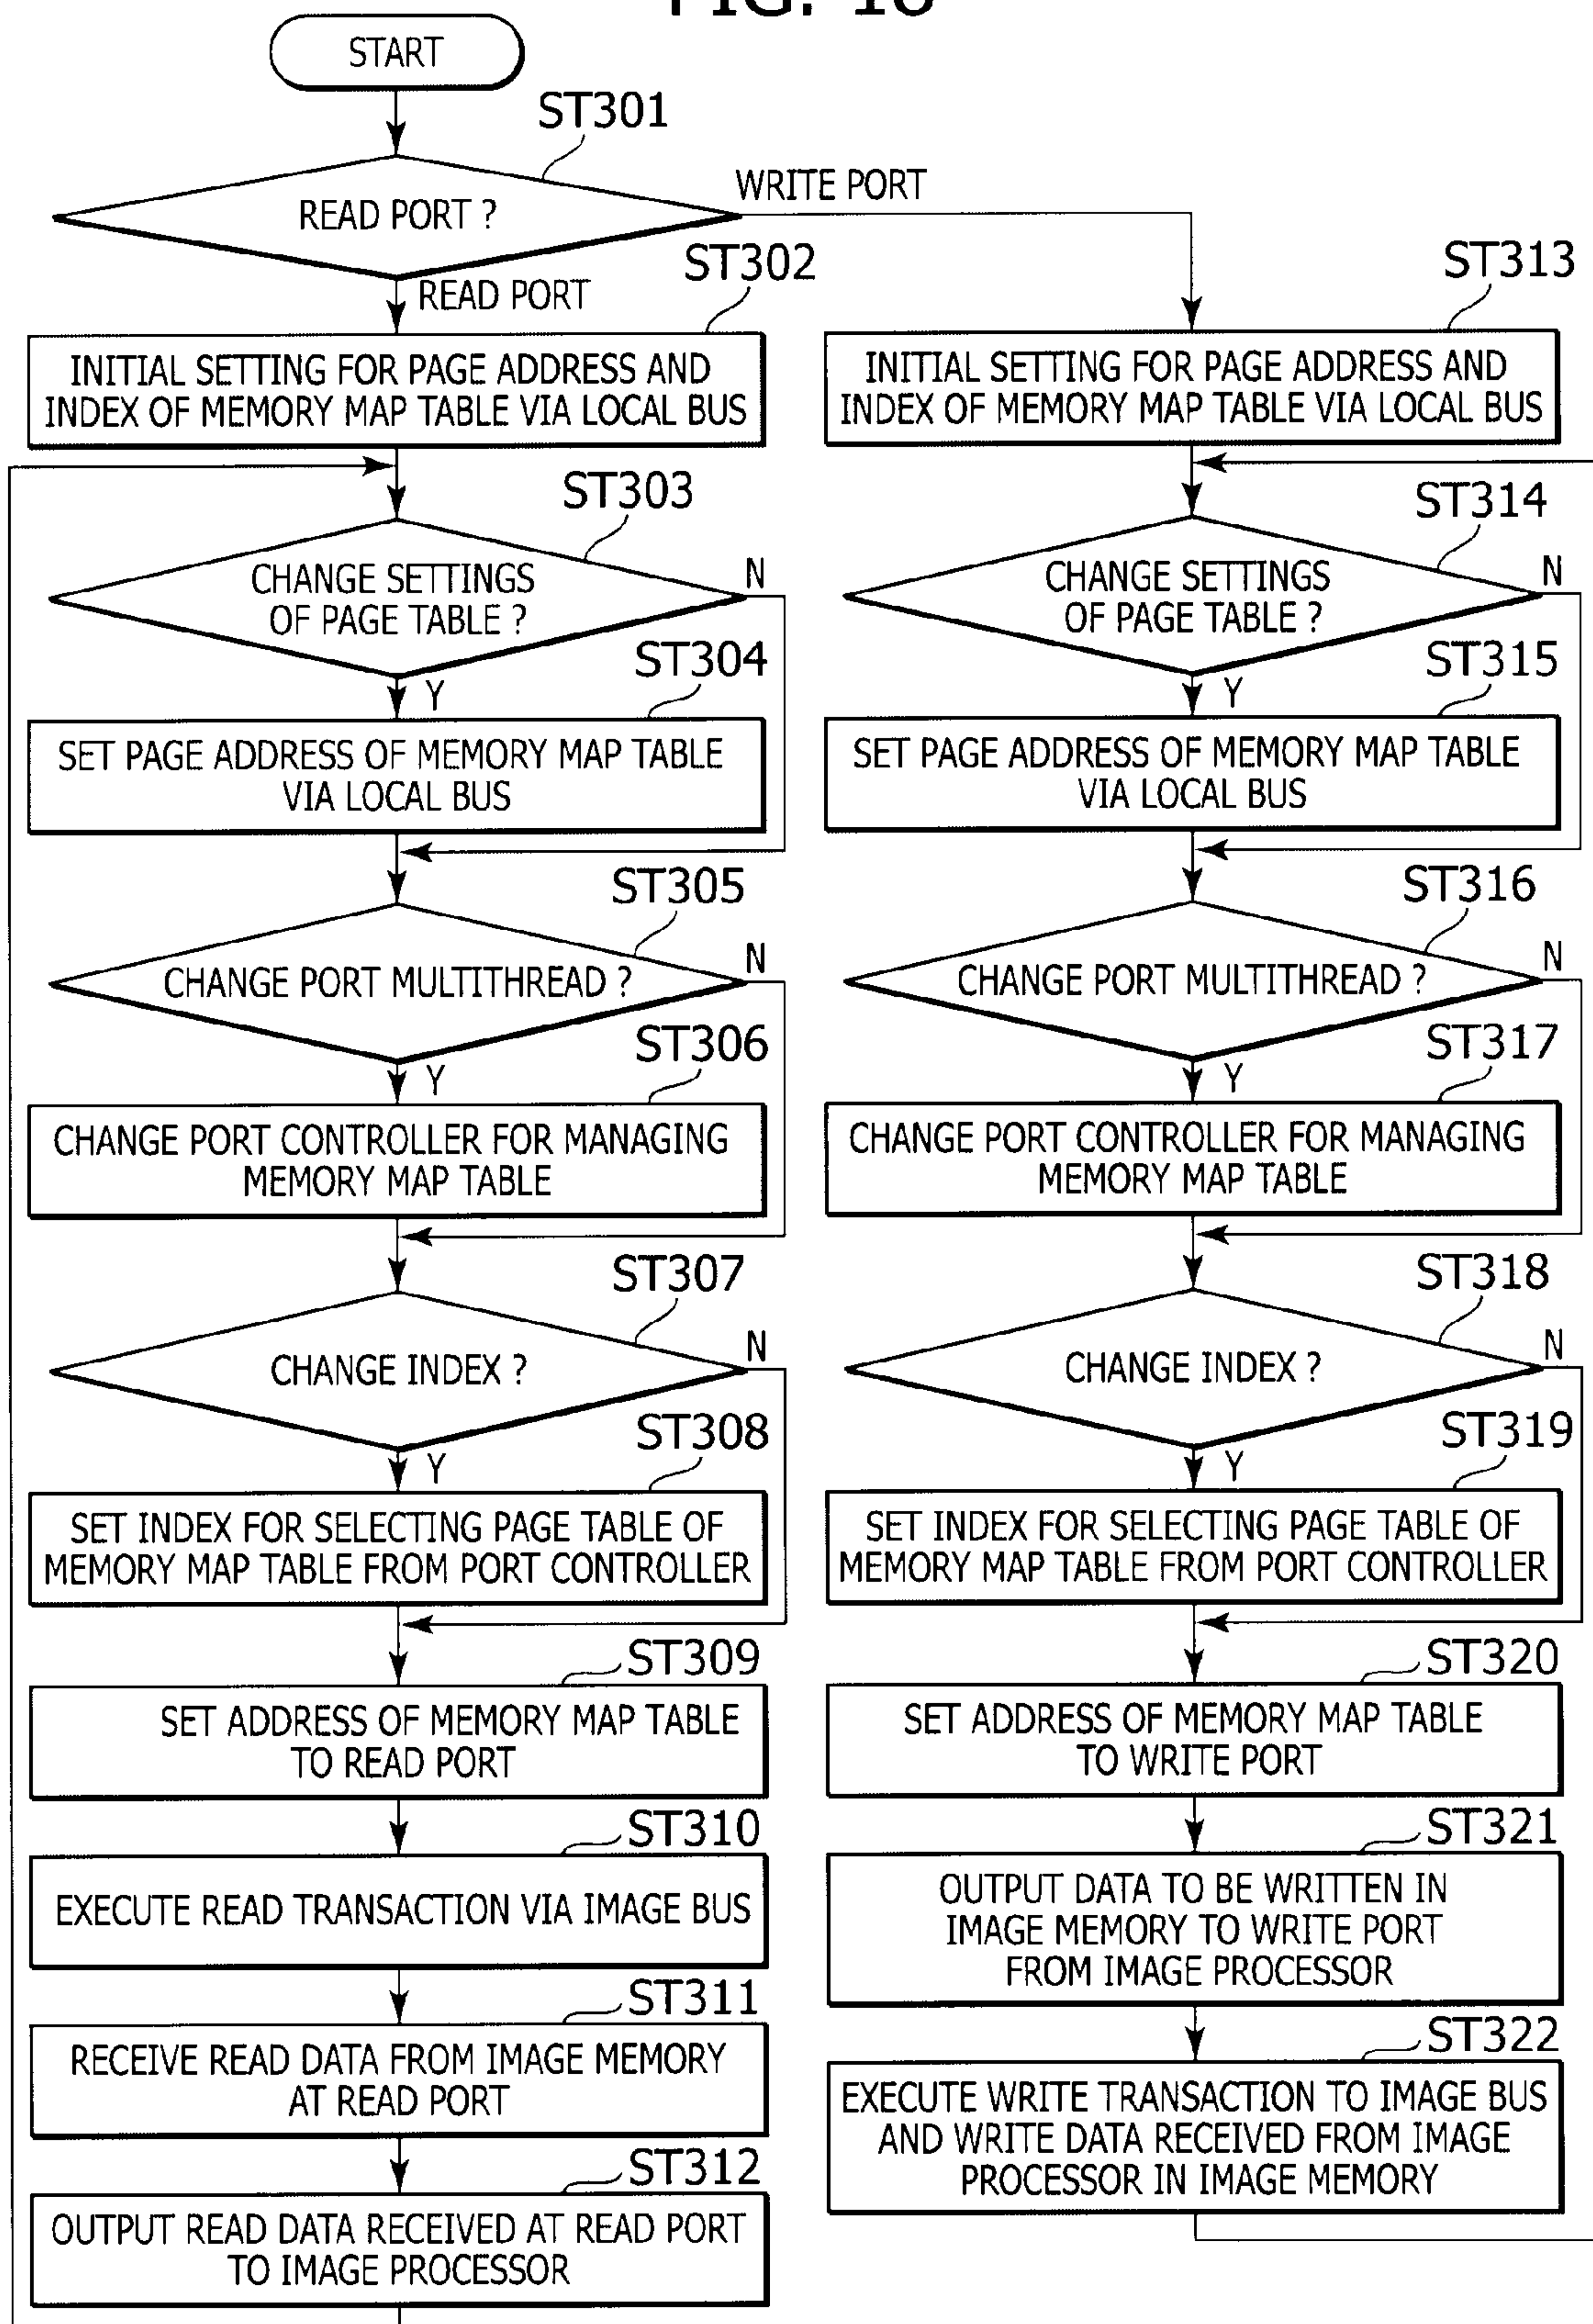 START
ST301
READ PORT ?
WRITE PORT
READ PORT
ST302
INITIAL SETTING FOR PAGE ADDRESS AND
INDEX OF MEMORY MAP TABLE VIA LOCAL BUS
ST303
CHANGE SETTINGS
OF PAGE TABLE ?
N
Y
ST304
SET PAGE ADDRESS OF MEMORY MAP TABLE
VIA LOCAL BUS
ST305
CHANGE PORT MULTITHREAD ?
N
Y
ST306
CHANGE PORT CONTROLLER FOR MANAGING
MEMORY MAP TABLE
ST307
CHANGE INDEX ?
N
Y
ST308
SET INDEX FOR SELECTING PAGE TABLE OF
MEMORY MAP TABLE FROM PORT CONTROLLER
ST309
SET ADDRESS OF MEMORY MAP TABLE
TO READ PORT
ST310
EXECUTE READ TRANSACTION VIA IMAGE BUS
ST311
RECEIVE READ DATA FROM IMAGE MEMORY
AT READ PORT
ST312
OUTPUT READ DATA RECEIVED AT READ PORT
TO IMAGE PROCESSOR
ST313
INITIAL SETTING FOR PAGE ADDRESS AND
INDEX OF MEMORY MAP TABLE VIA LOCAL BUS
ST314
CHANGE SETTINGS
OF PAGE TABLE ?
N
Y
ST315
SET PAGE ADDRESS OF MEMORY MAP TABLE
VIA LOCAL BUS
ST316
CHANGE PORT MULTITHREAD ?
N
Y
ST317
CHANGE PORT CONTROLLER FOR MANAGING
MEMORY MAP TABLE
ST318
CHANGE INDEX ?
N
Y
ST319
SET INDEX FOR SELECTING PAGE TABLE OF
MEMORY MAP TABLE FROM PORT CONTROLLER
ST320
SET ADDRESS OF MEMORY MAP TABLE
TO WRITE PORT
ST321
OUTPUT DATA TO BE WRITTEN IN
IMAGE MEMORY TO WRITE PORT
FROM IMAGE PROCESSOR
ST322
EXECUTE WRITE TRANSACTION TO IMAGE BUS
AND WRITE DATA RECEIVED FROM IMAGE
PROCESSOR IN IMAGE MEMORY